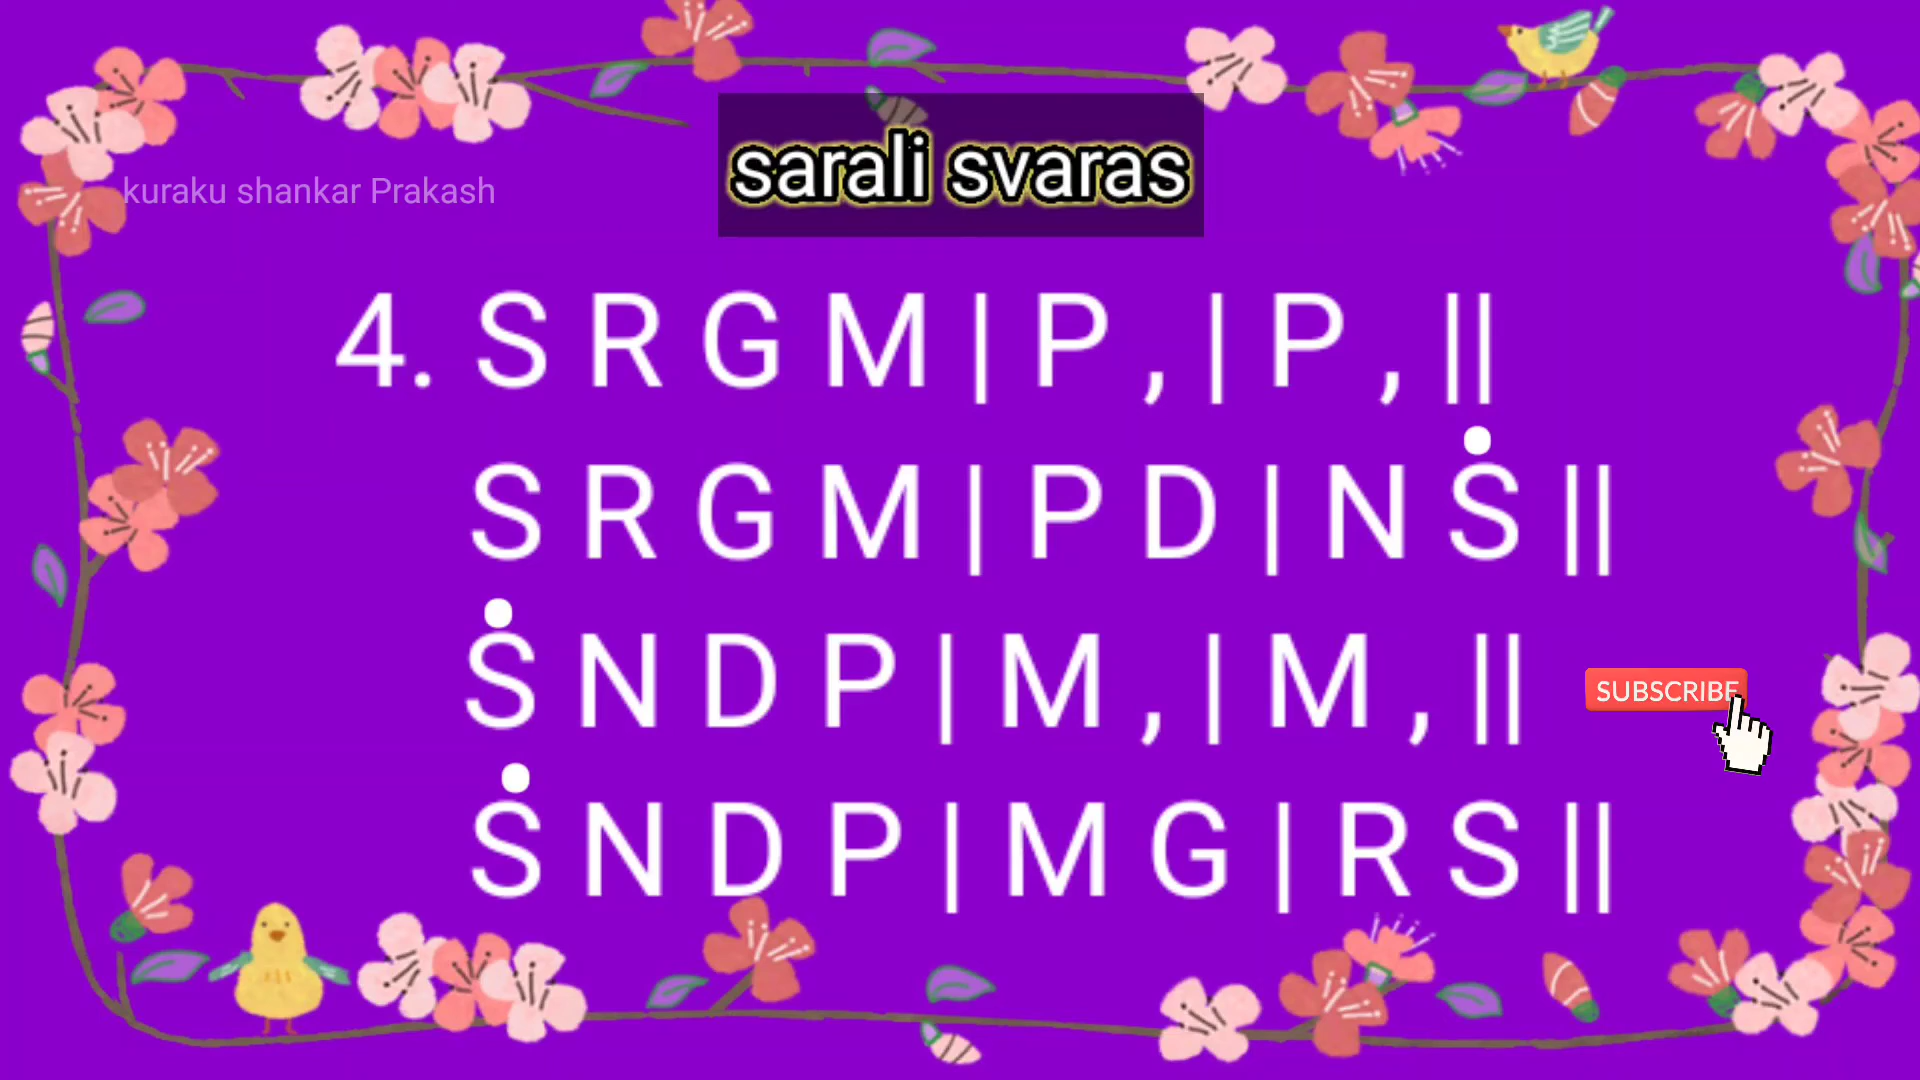 sarali svaras
kuraku shankar Prakash
4. S R G M | P , | P , ||
S R G M | P D | N Ṡ ||
Ṡ N D P | M , | M , ||
SUBSCRIBE
Ṡ N D P | M G | R S ||